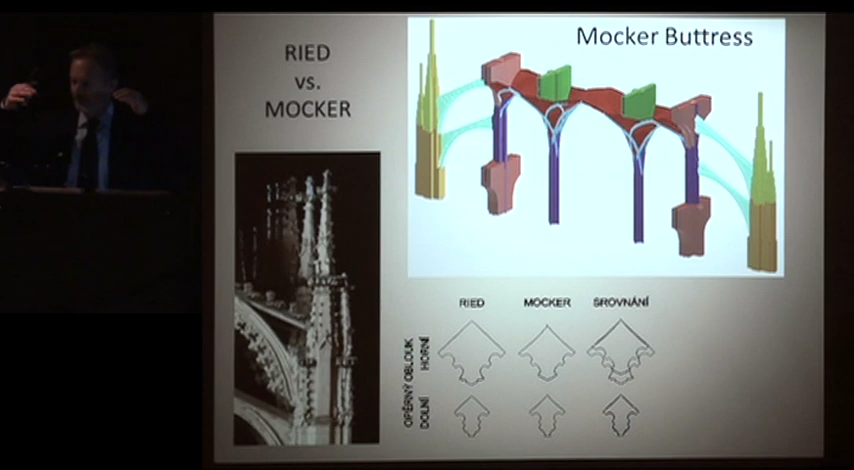 RIED
vs.
MOCKER
Mocker Buttress
RIED MOCKER SROVNÁNÍ
OPĚRNÝ OBLOUK
HORNÍ
DOLNÍ